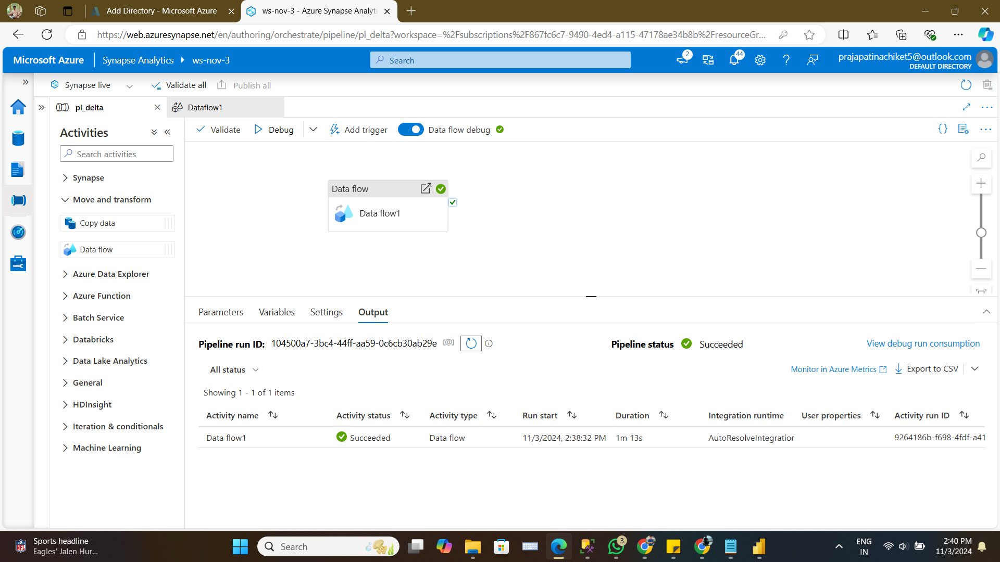 Add Directory - Microsoft Azure
ws-nov-3 - Azure Synapse Analyti
https://web.azuresynapse.net/en/authoring/orchestrate/pipeline/pl_delta?workspace=%2Fsubscriptions%2F867fc6c7-9490-4ed4-a115-47178ae34b8b%2FresourceGr...
Microsoft Azure
Synapse Analytics
ws-nov-3
Search
2
44
prajapatinachiket5@outlook.com
DEFAULT DIRECTORY
Synapse live
Validate all
Publish all
pl_delta
Dataflow1
Activities
Search activities
Synapse
Move and transform
Copy data
Data flow
Azure Data Explorer
Azure Function
Batch Service
Databricks
Data Lake Analytics
General
HDInsight
Iteration & conditionals
Machine Learning
Validate
Debug
Add trigger
Data flow debug
Data flow
Data flow1
Parameters
Variables
Settings
Output
Pipeline run ID: 104500a7-3bc4-44ff-aa59-0c6cb30ab29e
Pipeline status
Succeeded
View debug run consumption
All status
Monitor in Azure Metrics
Export to CSV
Showing 1 - 1 of 1 items
Activity name
Activity status
Activity type
Run start
Duration
Integration runtime
User properties
Activity run ID
Data flow1
Succeeded
Data flow
11/3/2024, 2:38:32 PM
1m 13s
AutoResolveIntegration
9264186b-f698-4fdf-a41
Sports headline
Eagles' Jalen Hur...
Search
3
ENG
IN
2:40 PM
11/3/2024